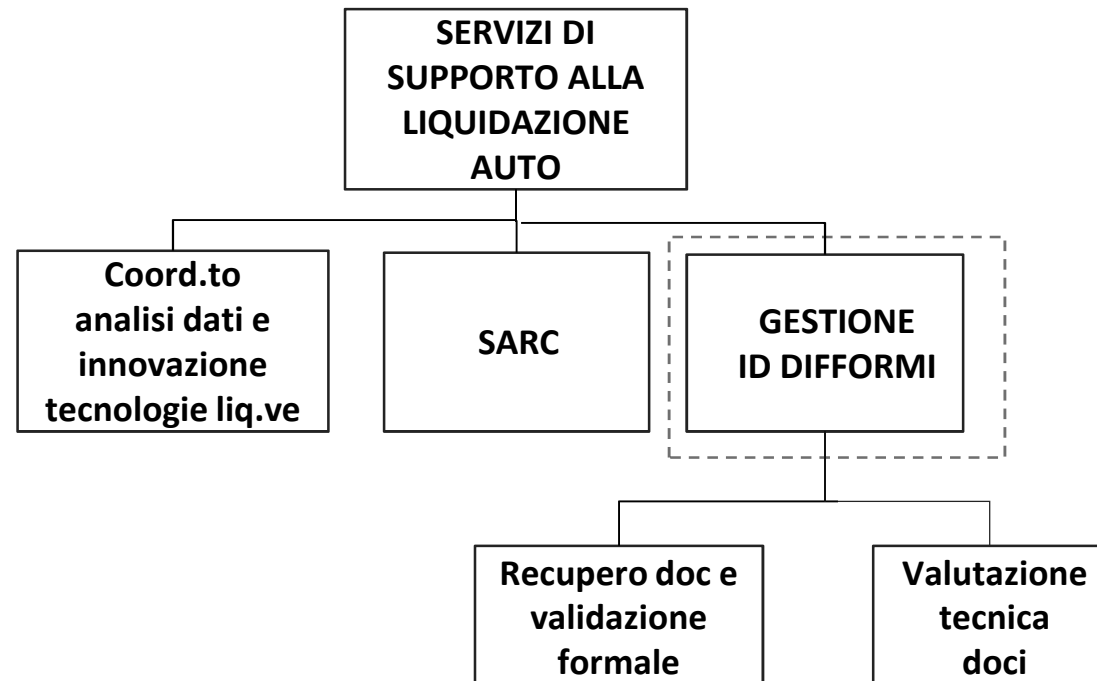 SERVIZI DI
SUPPORTO ALLA
LIQUIDAZIONE
AUTO
Coord.to
analisi dati e
innovazione
tecnologie liq.ve
SARC
GESTIONE
ID DIFFORMI
Recupero doc e
validazione
formale
Valutazione
tecnica
doci